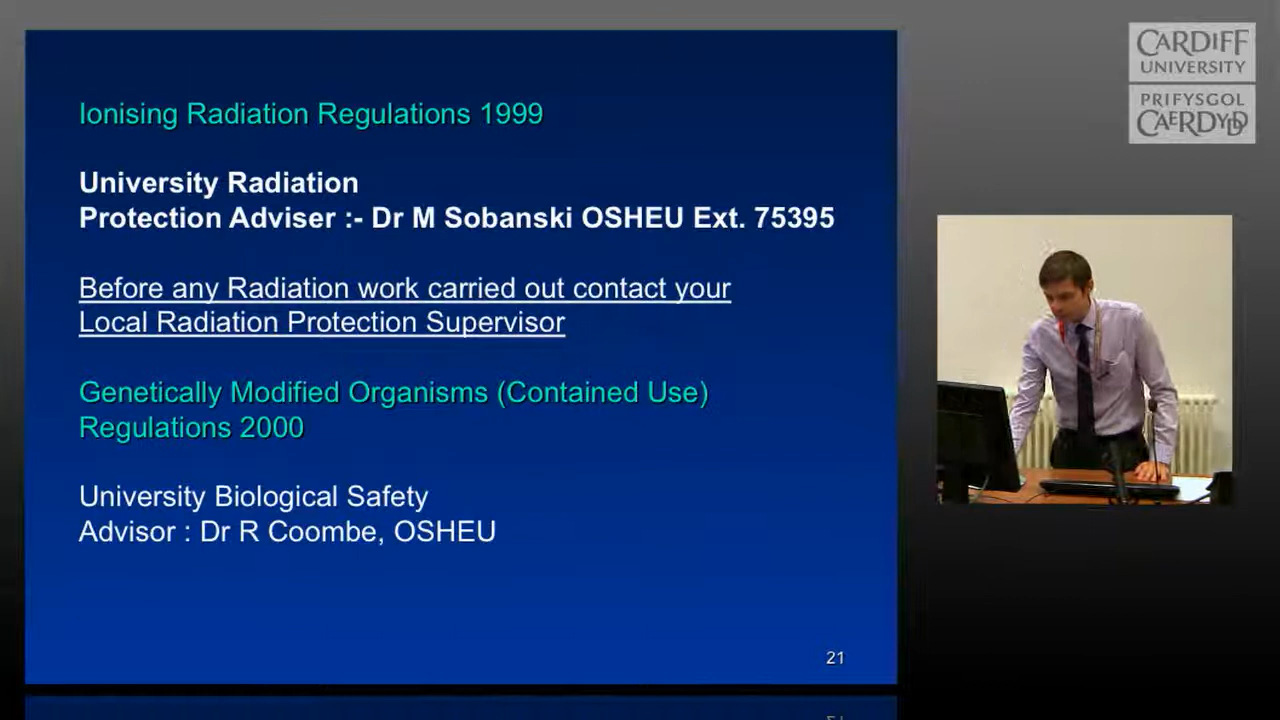 Ionising Radiation Regulations 1999
University Radiation
Protection Adviser :- Dr M Sobanski OSHEU Ext. 75395
Before any Radiation work carried out contact your
Local Radiation Protection Supervisor
Genetically Modified Organisms (Contained Use)
Regulations 2000
University Biological Safety
Advisor : Dr R Coombe, OSHEU
21
CARDIFF
UNIVERSITY
PRIFYSGOL
CAERDYDD